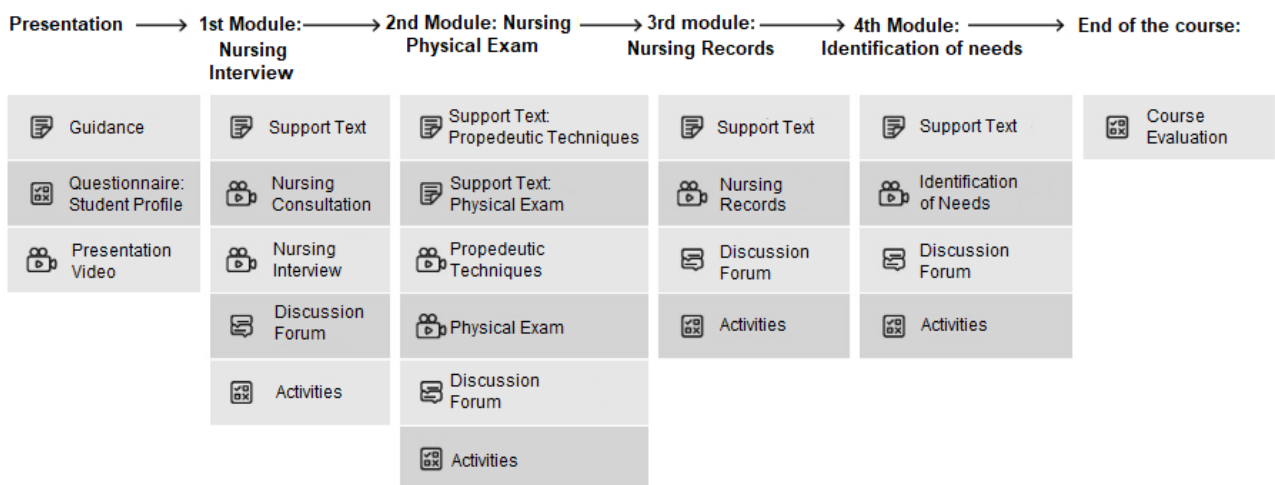 Presentation
1st Module:
Nursing
Interview
2nd Module: Nursing
Physical Exam
3rd module:
Nursing Records
4th Module:
Identification of needs
End of the course:
Guidance
Questionnaire:
Student Profile
Presentation
Video
Support Text
Nursing
Consultation
Nursing
Interview
Discussion
Forum
Activities
Support Text:
Propedeutic Techniques
Support Text:
Physical Exam
Propedeutic
Techniques
Physical Exam
Discussion
Forum
Activities
Support Text
Nursing
Records
Discussion
Forum
Activities
Support Text
Identification
of Needs
Discussion
Forum
Activities
Course
Evaluation